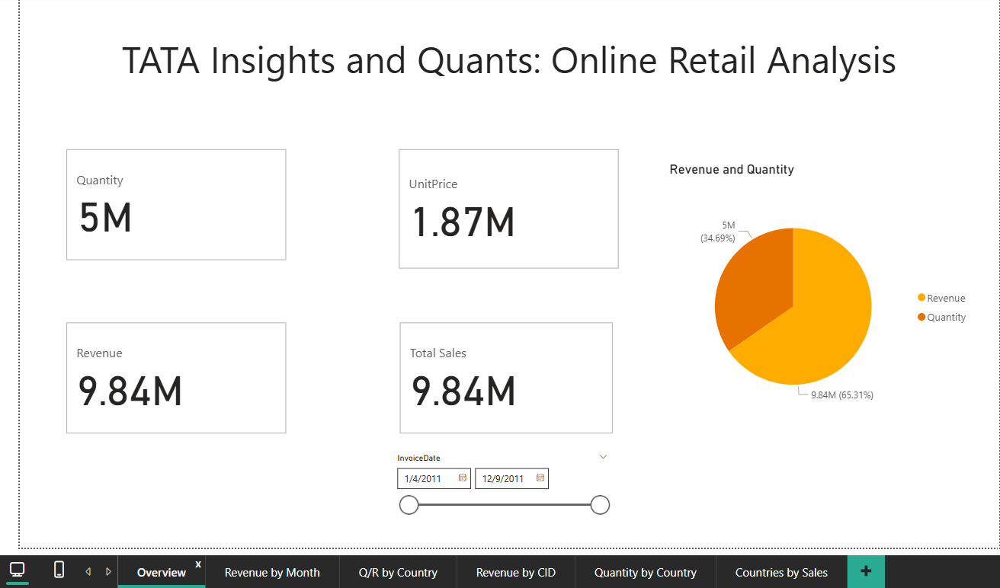 TATA Insights and Quants: Online Retail Analysis
Quantity
5M
UnitPrice
1.87M
Revenue and Quantity
5M
(34.69%)
Revenue
Quantity
9.84M (65.31%)
Revenue
9.84M
Total Sales
9.84M
InvoiceDate
1/4/2011
12/9/2011
Overview
x
Revenue by Month
Q/R by Country
Revenue by CID
Quantity by Country
Countries by Sales
+